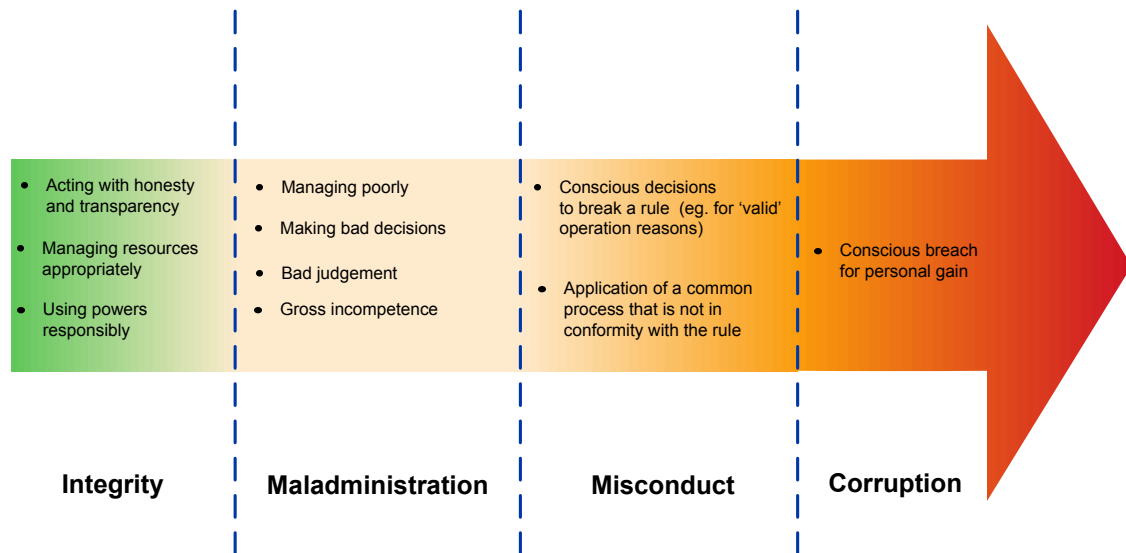 • Acting with honesty
and transparency
• Managing resources
appropriately
• Using powers
responsibly
• Managing poorly
• Making bad decisions
• Bad judgement
• Gross incompetence
• Conscious decisions
to break a rule  (eg. for ‘valid’
operation reasons)
• Application of a common
process that is not in
conformity with the rule
• Conscious breach
for personal gain
Integrity
Maladministration
Misconduct
Corruption